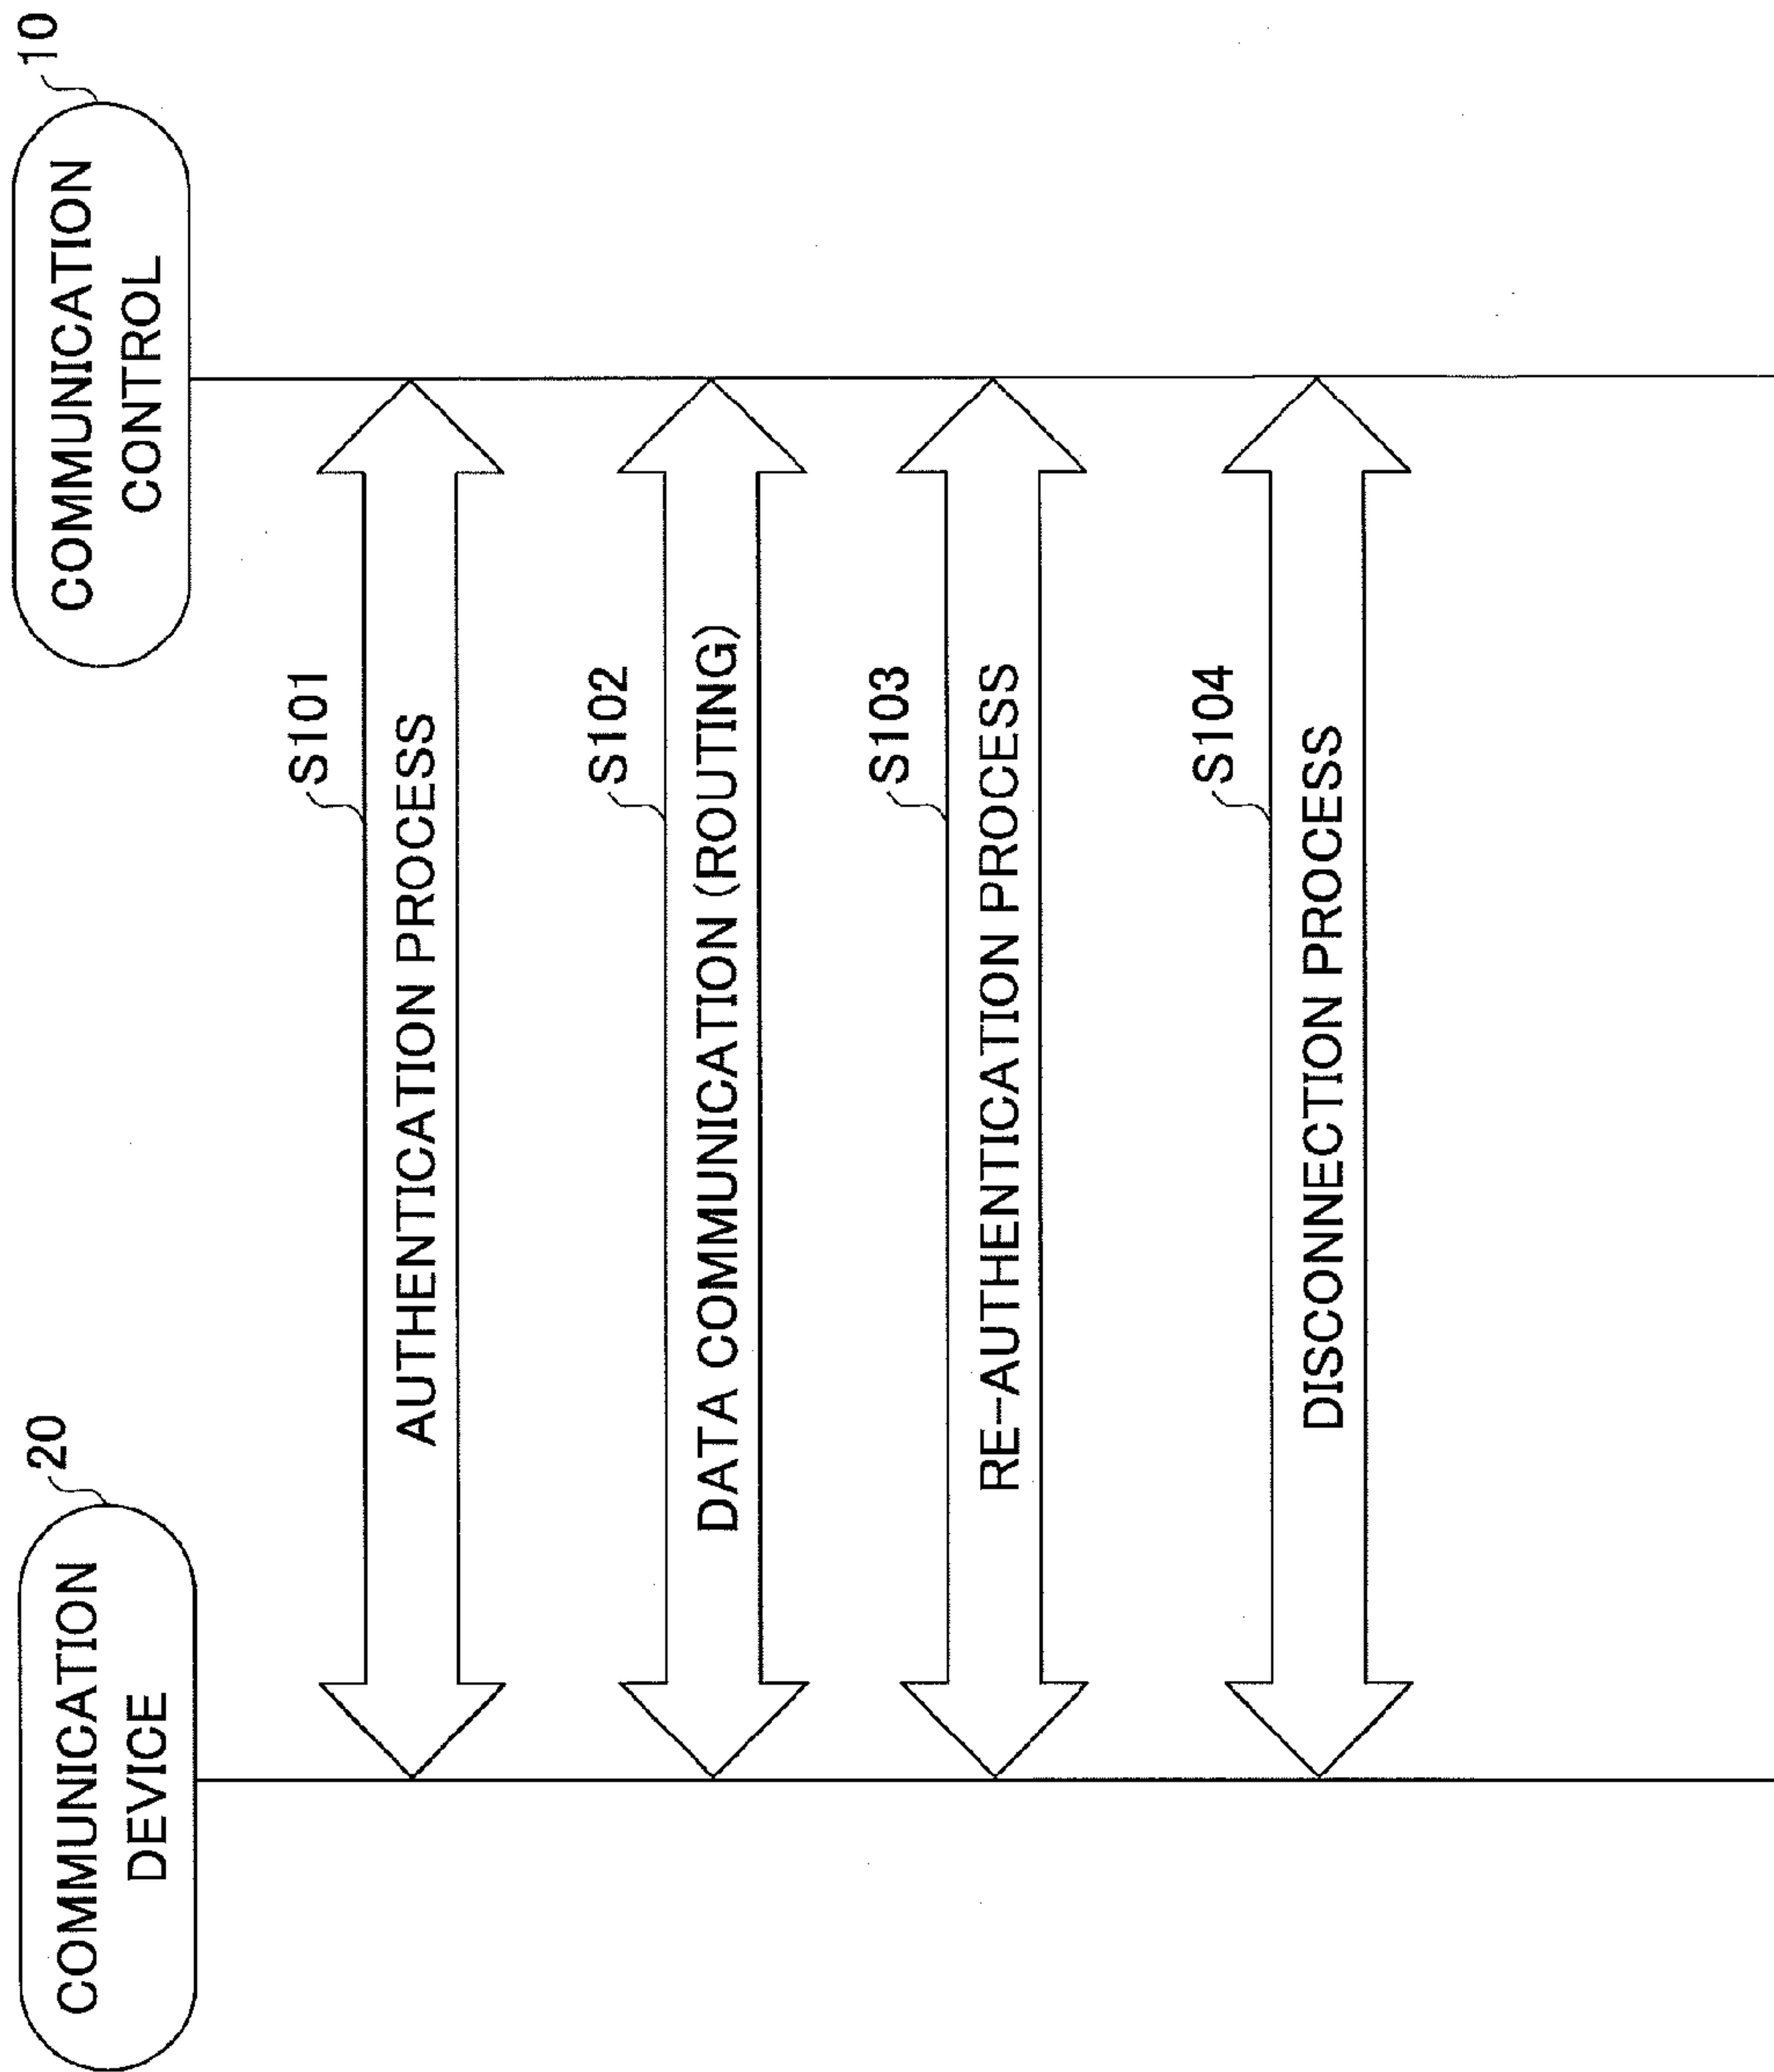 COMMUNICATION
DEVICE
20
COMMUNICATION
CONTROL
10
S101
AUTHENTICATION PROCESS
S102
DATA COMMUNICATION (ROUTING)
S103
RE-AUTHENTICATION PROCESS
S104
DISCONNECTION PROCESS